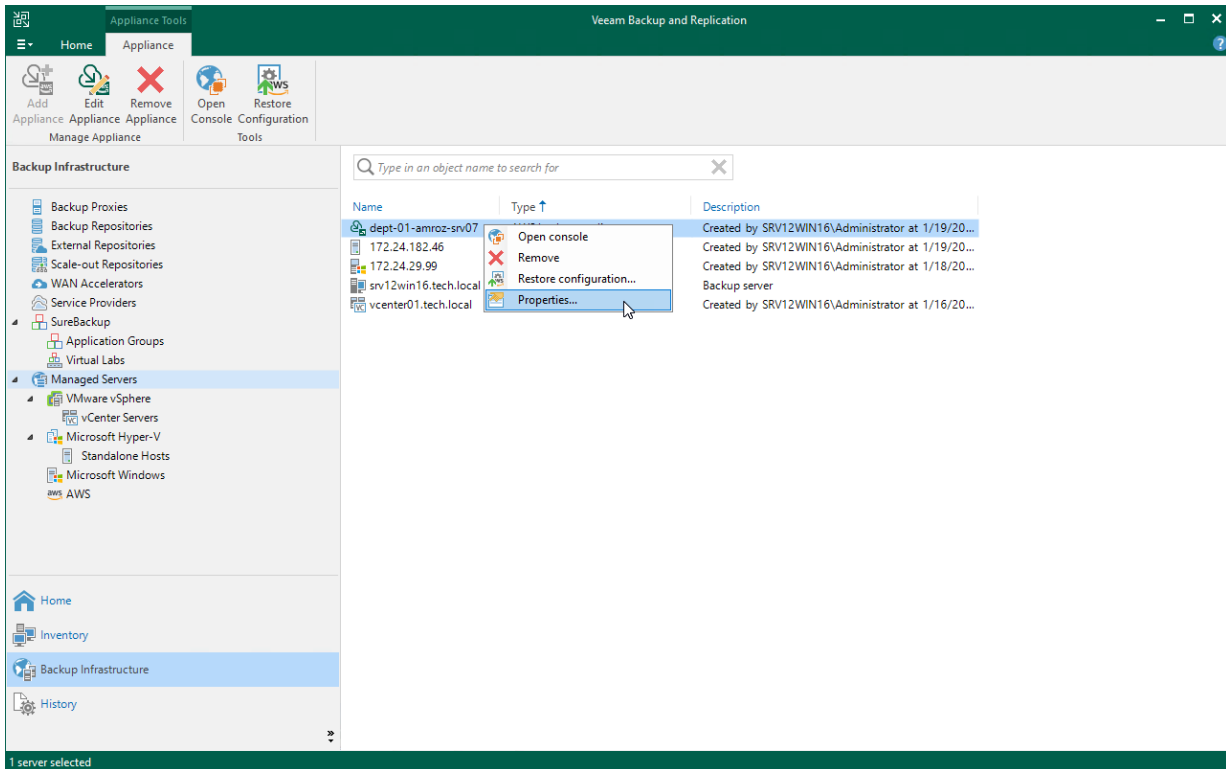 Appliance Tools
Veeam Backup and Replication
Home
Appliance
Add Appliance
Edit Appliance
Remove Appliance
Open Console
aws Restore Configuration
Manage Appliance
Tools
Backup Infrastructure
Type in an object name to search for
Backup Proxies
Backup Repositories
External Repositories
Scale-out Repositories
WAN Accelerators
Service Providers
SureBackup
Application Groups
Virtual Labs
Managed Servers
VMware vSphere
vCenter Servers
Microsoft Hyper-V
Standalone Hosts
Microsoft Windows
aws AWS
Name Type Description
dept-01-amroz-srv07 Created by SRV12WIN16\Administrator at 1/19/20...
172.24.182.46 Created by SRV12WIN16\Administrator at 1/19/20...
172.24.29.99 Created by SRV12WIN16\Administrator at 1/18/20...
srv12win16.tech.local Backup server
vcenter01.tech.local Created by SRV12WIN16\Administrator at 1/16/20...
Open console
Remove
Restore configuration...
Properties...
Home
Inventory
Backup Infrastructure
History
1 server selected